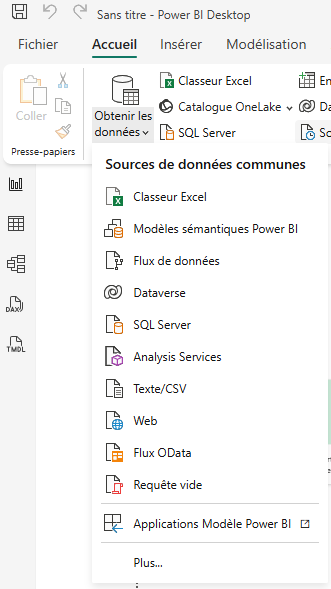 Sans titre - Power BI Desktop
Fichier
Accueil
Insérer
Modélisation
Coller
Presse-papiers
Obtenir les
données
Classeur Excel
Catalogue OneLake
SQL Server
En
Da
So
Sources de données communes
Classeur Excel
Modèles sémantiques Power BI
Flux de données
Dataverse
SQL Server
Analysis Services
Texte/CSV
Web
Flux OData
Requête vide
Applications Modèle Power BI
Plus...
DAX
TMDL